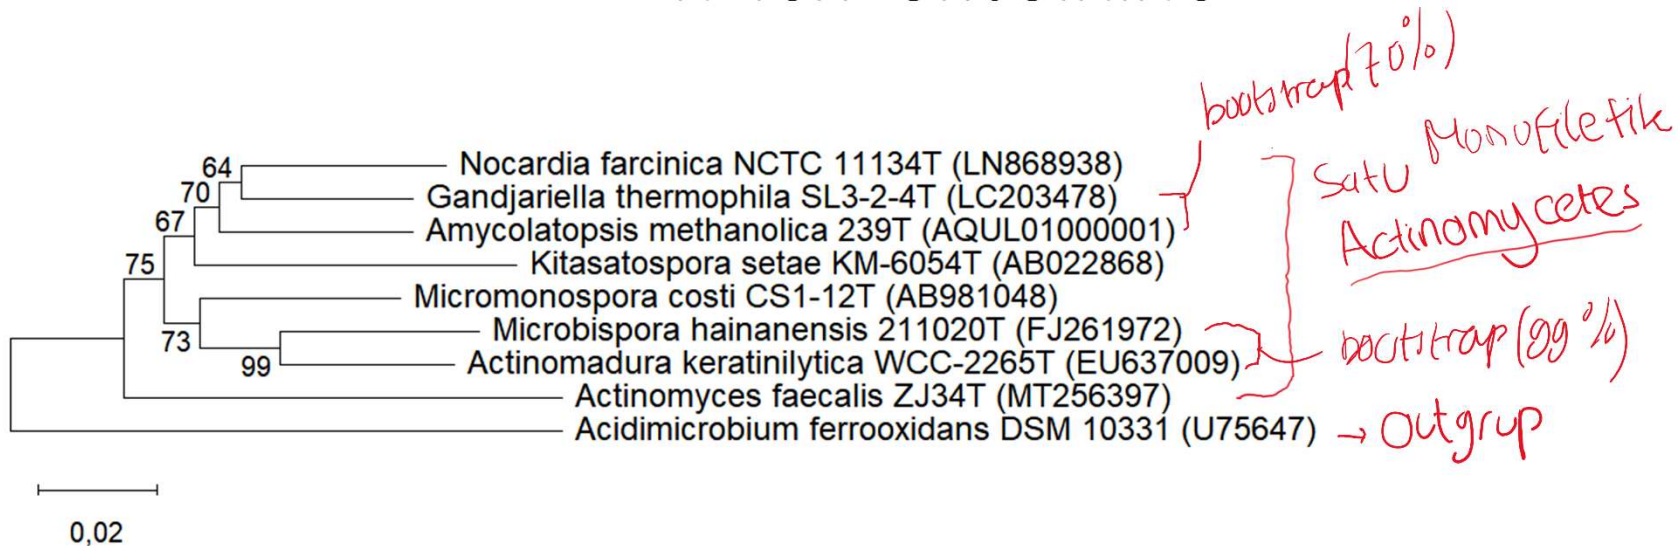 bootstrap(70%)
Satu Monofiletik
Actinomycetes
64
Nocardia farcinica NCTC 11134T (LN868938)
70
Gandjariella thermophila SL3-2-4T (LC203478)
67
Amycolatopsis methanolica 239T (AQUL01000001)
75
Kitasatospora setae KM-6054T (AB022868)
Micromonospora costi CS1-12T (AB981048)
73
Microbispora hainanensis 211020T (FJ261972)
99
Actinomadura keratinilytica WCC-2265T (EU637009)
bootstrap (99%)
Actinomyces faecalis ZJ34T (MT256397)
Acidimicrobium ferrooxidans DSM 10331 (U75647)
→ Outgrup
0,02